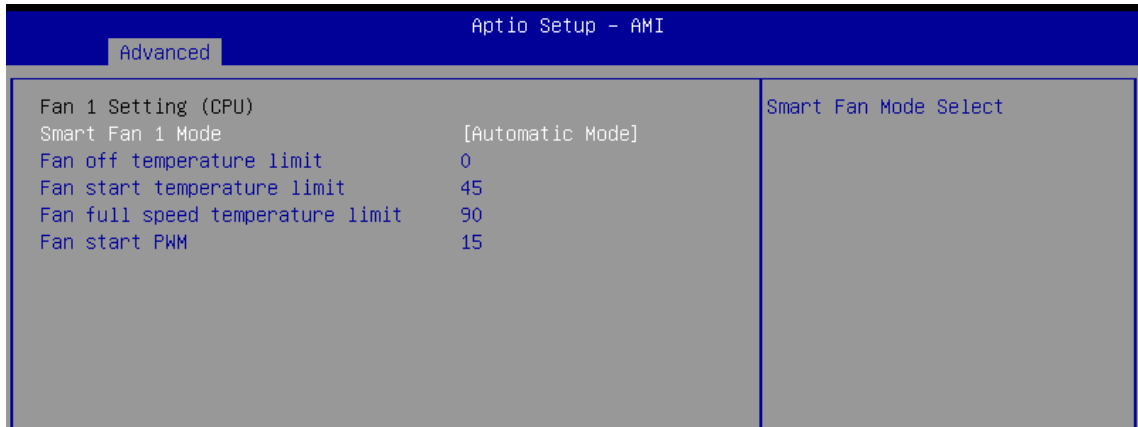 Aptio Setup – AMI
Advanced
Fan 1 Setting (CPU)
Smart Fan 1 Mode [Automatic Mode]
Fan off temperature limit 0
Fan start temperature limit 45
Fan full speed temperature limit 90
Fan start PWM 15
Smart Fan Mode Select